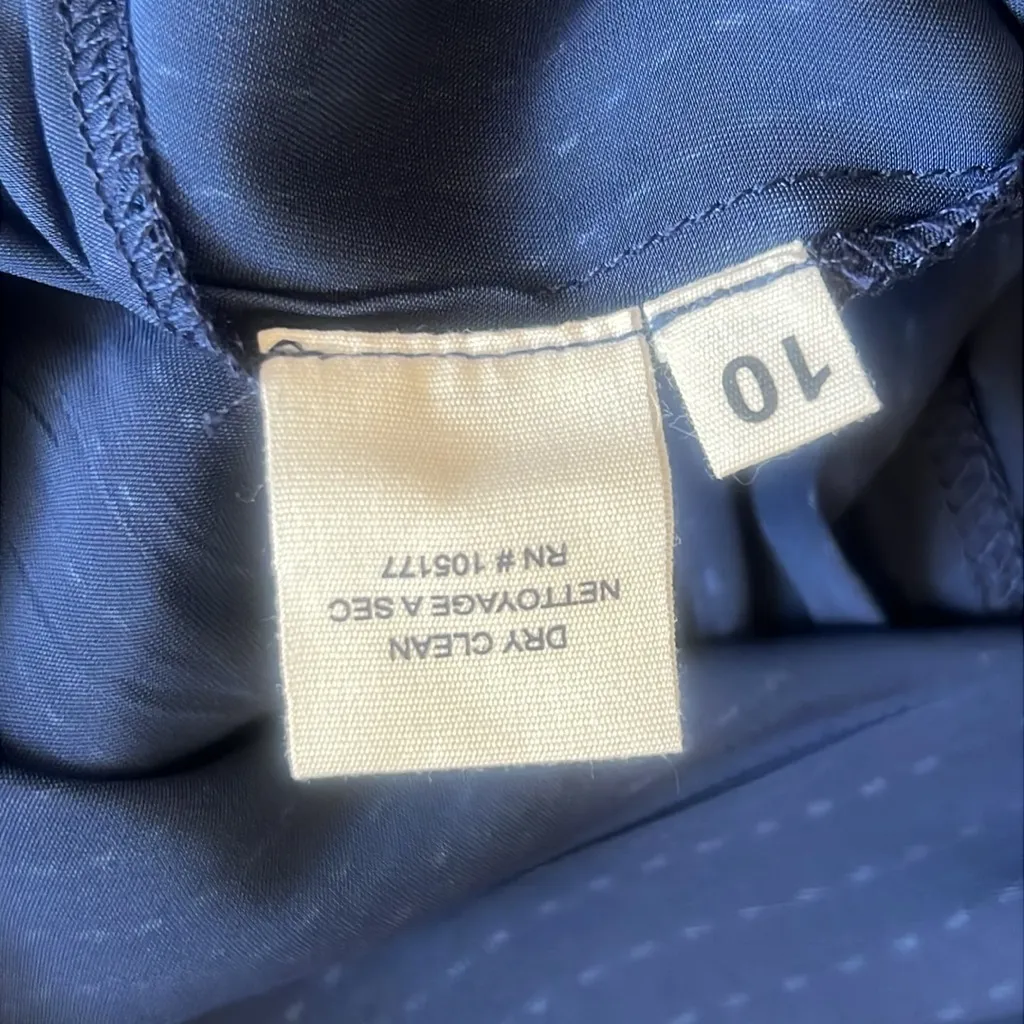 DRY CLEAN
NETTOYAGE A SEC
RN # 105177
10